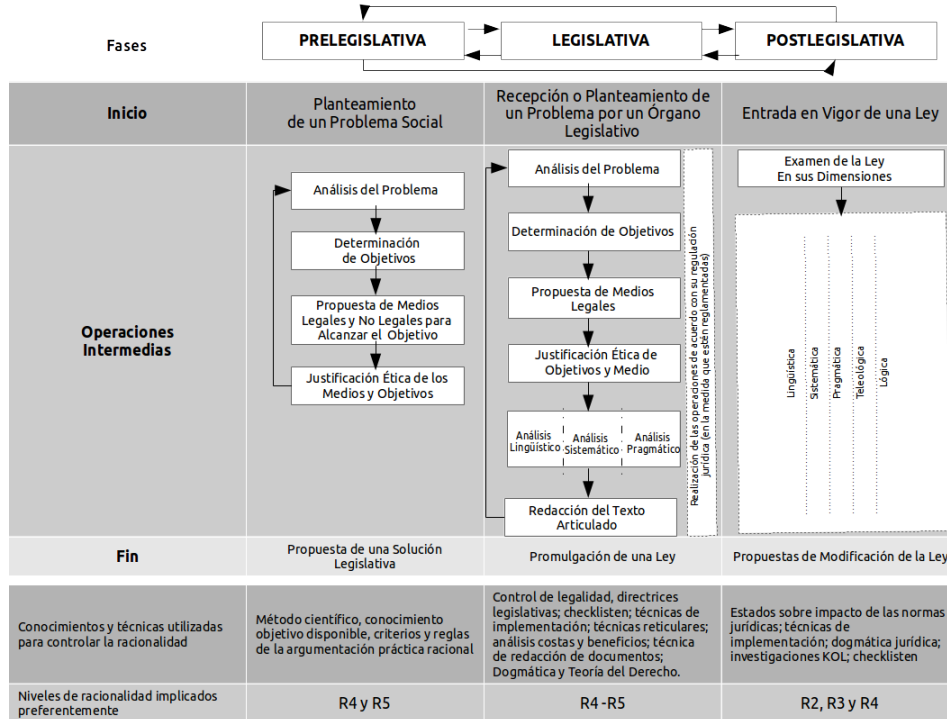 Fases
PRELEGISLATIVA
LEGISLATIVA
POSTLEGISLATIVA
Inicio
Planteamiento
de un Problema Social
Recepción o Planteamiento de
un Problema por un Órgano
Legislativo
Entrada en Vigor de una Ley
Operaciones
Intermedias
Análisis del Problema
Determinación
de Objetivos
Propuesta de Medios
Legales y No Legales para
Alcanzar el Objetivo
Justificación Ética de los
Medios y Objetivos
Análisis del Problema
Determinación de Objetivos
Propuesta de Medios
Legales
Justificación Ética de
Objetivos y Medio
Análisis
Lingüístico
Análisis
Sistemático
Análisis
Pragmático
Redacción del Texto
Articulado
Realización de las operaciones de acuerdo con su regulación
jurídica (en la medida que estén reglamentadas)
Examen de la Ley
En sus Dimensiones
Lingüística
Sistemática
Pragmática
Teleológica
Lógica
Fin
Propuesta de una Solución
Legislativa
Promulgación de una Ley
Propuestas de Modificación de la Ley
Conocimientos y técnicas utilizadas
para controlar la racionalidad
Método científico, conocimiento
objetivo disponible, criterios y reglas
de la argumentación práctica racional
Control de legalidad, directrices
legislativas; checklisten; técnicas de
implementación; técnicas reticulares;
análisis costas y beneficios; técnica
de redacción de documentos;
Dogmática y Teoría del Derecho.
Estados sobre impacto de las normas
jurídicas; técnicas de
implementación; dogmática jurídica;
investigaciones KOL; checklisten
Niveles de racionalidad implicados
preferentemente
R4 y R5
R4 -R5
R2, R3 y R4